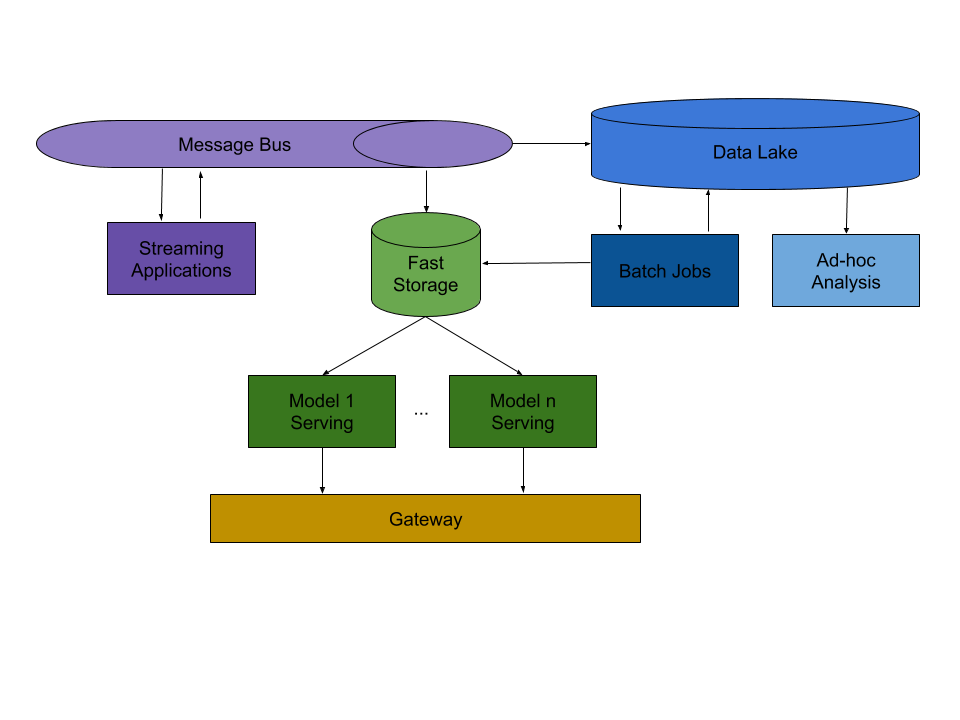 Message Bus
Data Lake
Streaming
Applications
Fast
Storage
Batch Jobs
Ad-hoc
Analysis
Model 1
Serving
...
Model n
Serving
Gateway